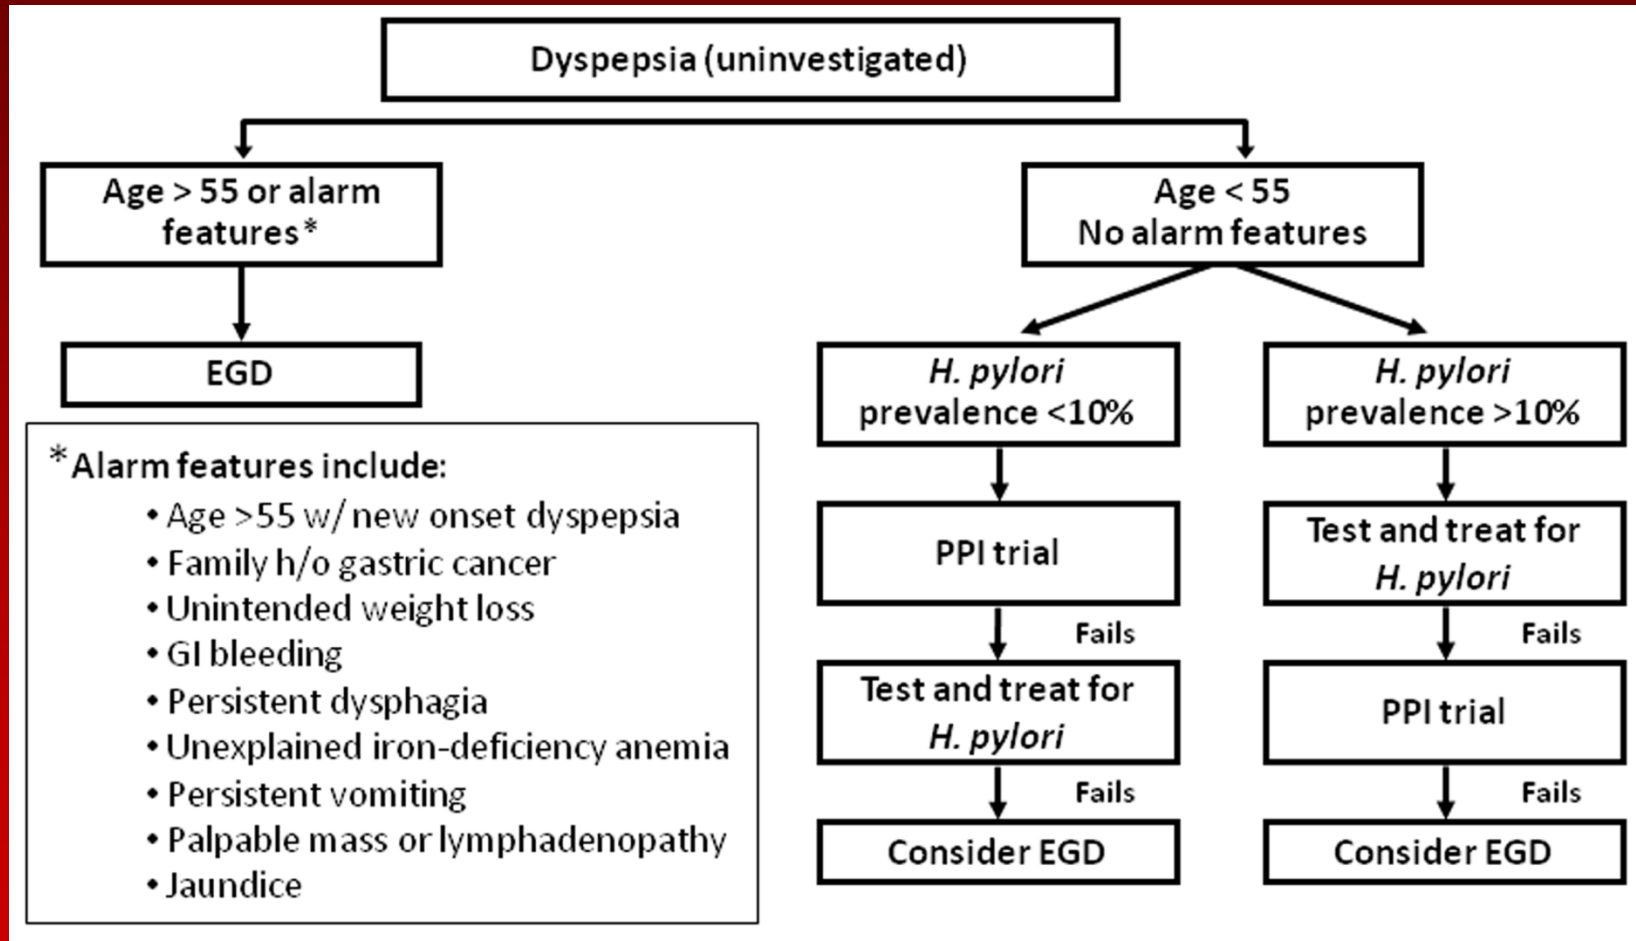 Dyspepsia (uninvestigated)
Age > 55 or alarm
features*
EGD
*Alarm features include:
• Age >55 w/ new onset dyspepsia
• Family h/o gastric cancer
• Unintended weight loss
• GI bleeding
• Persistent dysphagia
• Unexplained iron-deficiency anemia
• Persistent vomiting
• Palpable mass or lymphadenopathy
• Jaundice
Age < 55
No alarm features
H. pylori
prevalence <10%
PPI trial
Fails
Test and treat for
H. pylori
Fails
Consider EGD
H. pylori
prevalence >10%
Test and treat for
H. pylori
Fails
PPI trial
Fails
Consider EGD